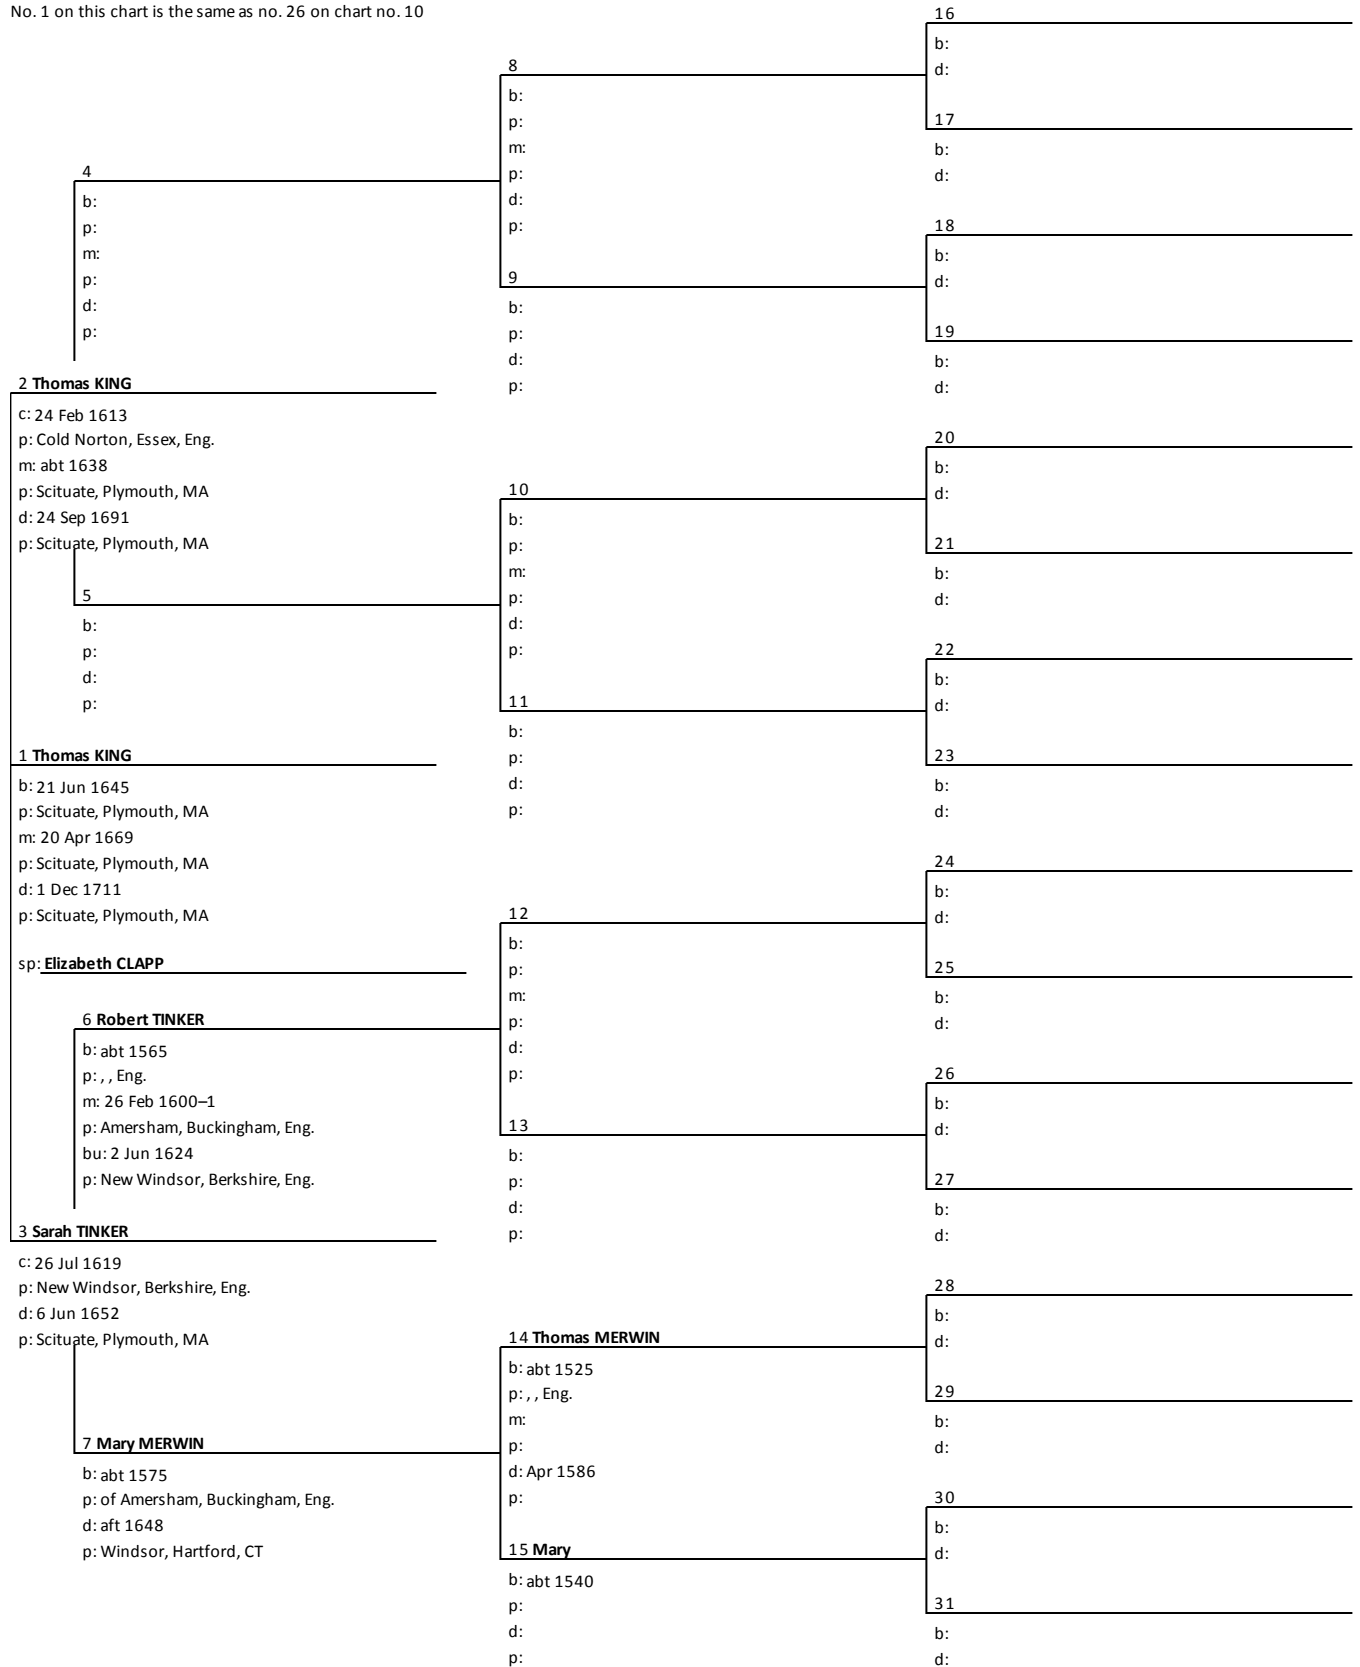 No. 1 on this chart is the same as no. 26 on chart no. 10
4
b:
p:
m:
p:
d:
p:
2 Thomas KING
c: 24 Feb 1613
p: Cold Norton, Essex, Eng.
m: abt 1638
p: Scituate, Plymouth, MA
d: 24 Sep 1691
p: Scituate, Plymouth, MA
5
b:
p:
d:
p:
1 Thomas KING
b: 21 Jun 1645
p: Scituate, Plymouth, MA
m: 20 Apr 1669
p: Scituate, Plymouth, MA
d: 1 Dec 1711
p: Scituate, Plymouth, MA
sp: Elizabeth CLAPP
6 Robert TINKER
b: abt 1565
p: , , Eng.
m: 26 Feb 1600–1
p: Amersham, Buckingham, Eng.
bu: 2 Jun 1624
p: New Windsor, Berkshire, Eng.
3 Sarah TINKER
c: 26 Jul 1619
p: New Windsor, Berkshire, Eng.
d: 6 Jun 1652
p: Scituate, Plymouth, MA
7 Mary MERWIN
b: abt 1575
p: of Amersham, Buckingham, Eng.
d: aft 1648
p: Windsor, Hartford, CT
8
b:
p:
m:
p:
d:
p:
9
b:
p:
d:
p:
10
b:
p:
m:
p:
d:
p:
11
b:
p:
d:
p:
12
b:
p:
m:
p:
d:
p:
13
b:
p:
d:
p:
14 Thomas MERWIN
b: abt 1525
p: , , Eng.
m:
p:
d: Apr 1586
p:
15 Mary
b: abt 1540
p:
d:
p:
16
b:
d:
17
b:
d:
18
b:
d:
19
b:
d:
20
b:
d:
21
b:
d:
22
b:
d:
23
b:
d:
24
b:
d:
25
b:
d:
26
b:
d:
27
b:
d:
28
b:
d:
29
b:
d:
30
b:
d:
31
b:
d: